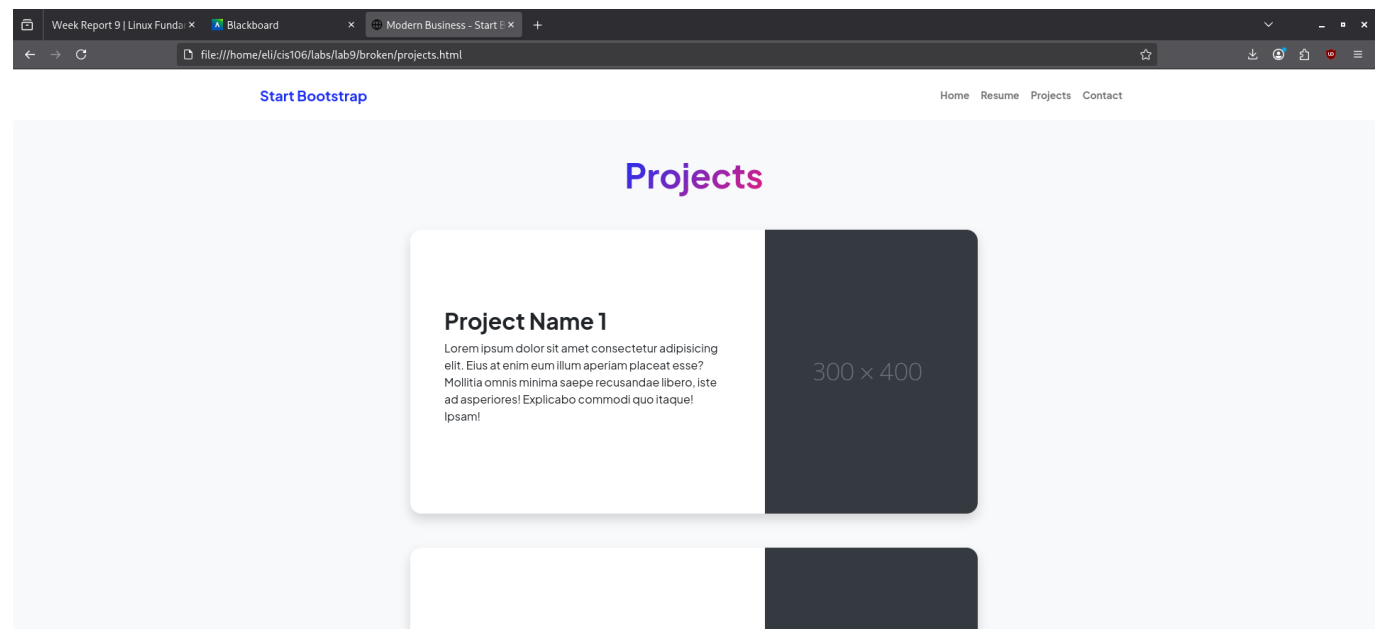 Week Report 9 | Linux Funda
Blackboard
Modern Business - Start B
file:///home/eli/cis106/labs/lab9/broken/projects.html
Start Bootstrap
Home Resume Projects Contact
Projects
Project Name 1
Lorem ipsum dolor sit amet consectetur adipisicing
elit. Eius at enim eum illum aperiam placeat esse?
Mollitia omnis minima saepe recusandae libero, iste
ad asperiores! Explicabo commodi quo itaque!
Ipsam!
300 × 400